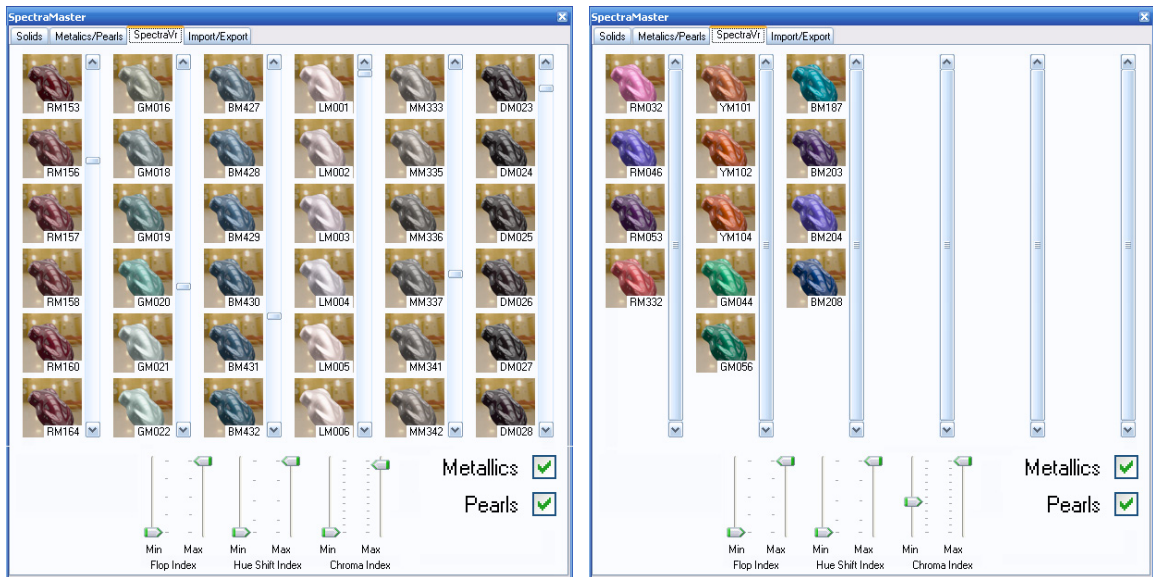 SpectraMaster
Solids Metalics/Pearls SpectraVr Import/Export
RM153 GM016 BM427 LM001 MM333 DM023
RM156 GM018 BM428 LM002 MM335 DM024
RM157 GM019 BM429 LM003 MM336 DM025
RM158 GM020 BM430 LM004 MM337 DM026
RM160 GM021 BM431 LM005 MM341 DM027
RM164 GM022 BM432 LM006 MM342 DM028
Metallics
Pearls
Min Max Min Max Min Max
Flop Index Hue Shift Index Chroma Index
SpectraMaster
Solids Metalics/Pearls SpectraVr Import/Export
RM032 YM101 BM187
RM046 YM102 BM203
RM053 YM104 BM204
RM332 GM044 BM208
GM056
Metallics
Pearls
Min Max Min Max Min Max
Flop Index Hue Shift Index Chroma Index